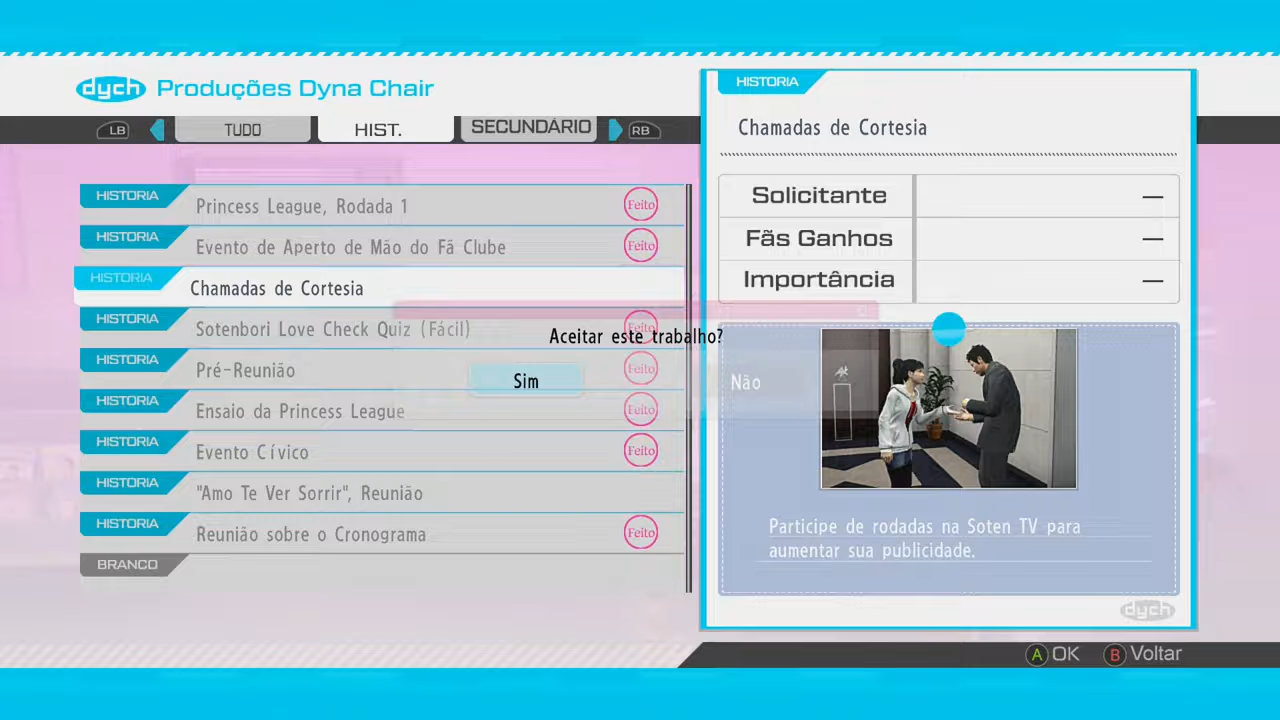 dych Produções Dyna Chair
LB TUDO HIST. SECUNDÁRIO RB
HISTORIA Princess League, Rodada 1 Feito
HISTORIA Evento de Aperto de Mão do Fã Clube Feito
HISTORIA Chamadas de Cortesia
HISTORIA Sotenbori Love Check Quiz (Fácil) Feito
HISTORIA Pré-Reunião Feito
HISTORIA Ensaio da Princess League Feito
HISTORIA Evento Cívico Feito
HISTORIA "Amo Te Ver Sorrir", Reunião
HISTORIA Reunião sobre o Cronograma Feito
BRANCO
Aceitar este trabalho?
Sim Não
HISTORIA
Chamadas de Cortesia
Solicitante —
Fãs Ganhos —
Importância —
Participe de rodadas na Soten TV para
aumentar sua publicidade.
dych
A OK B Voltar